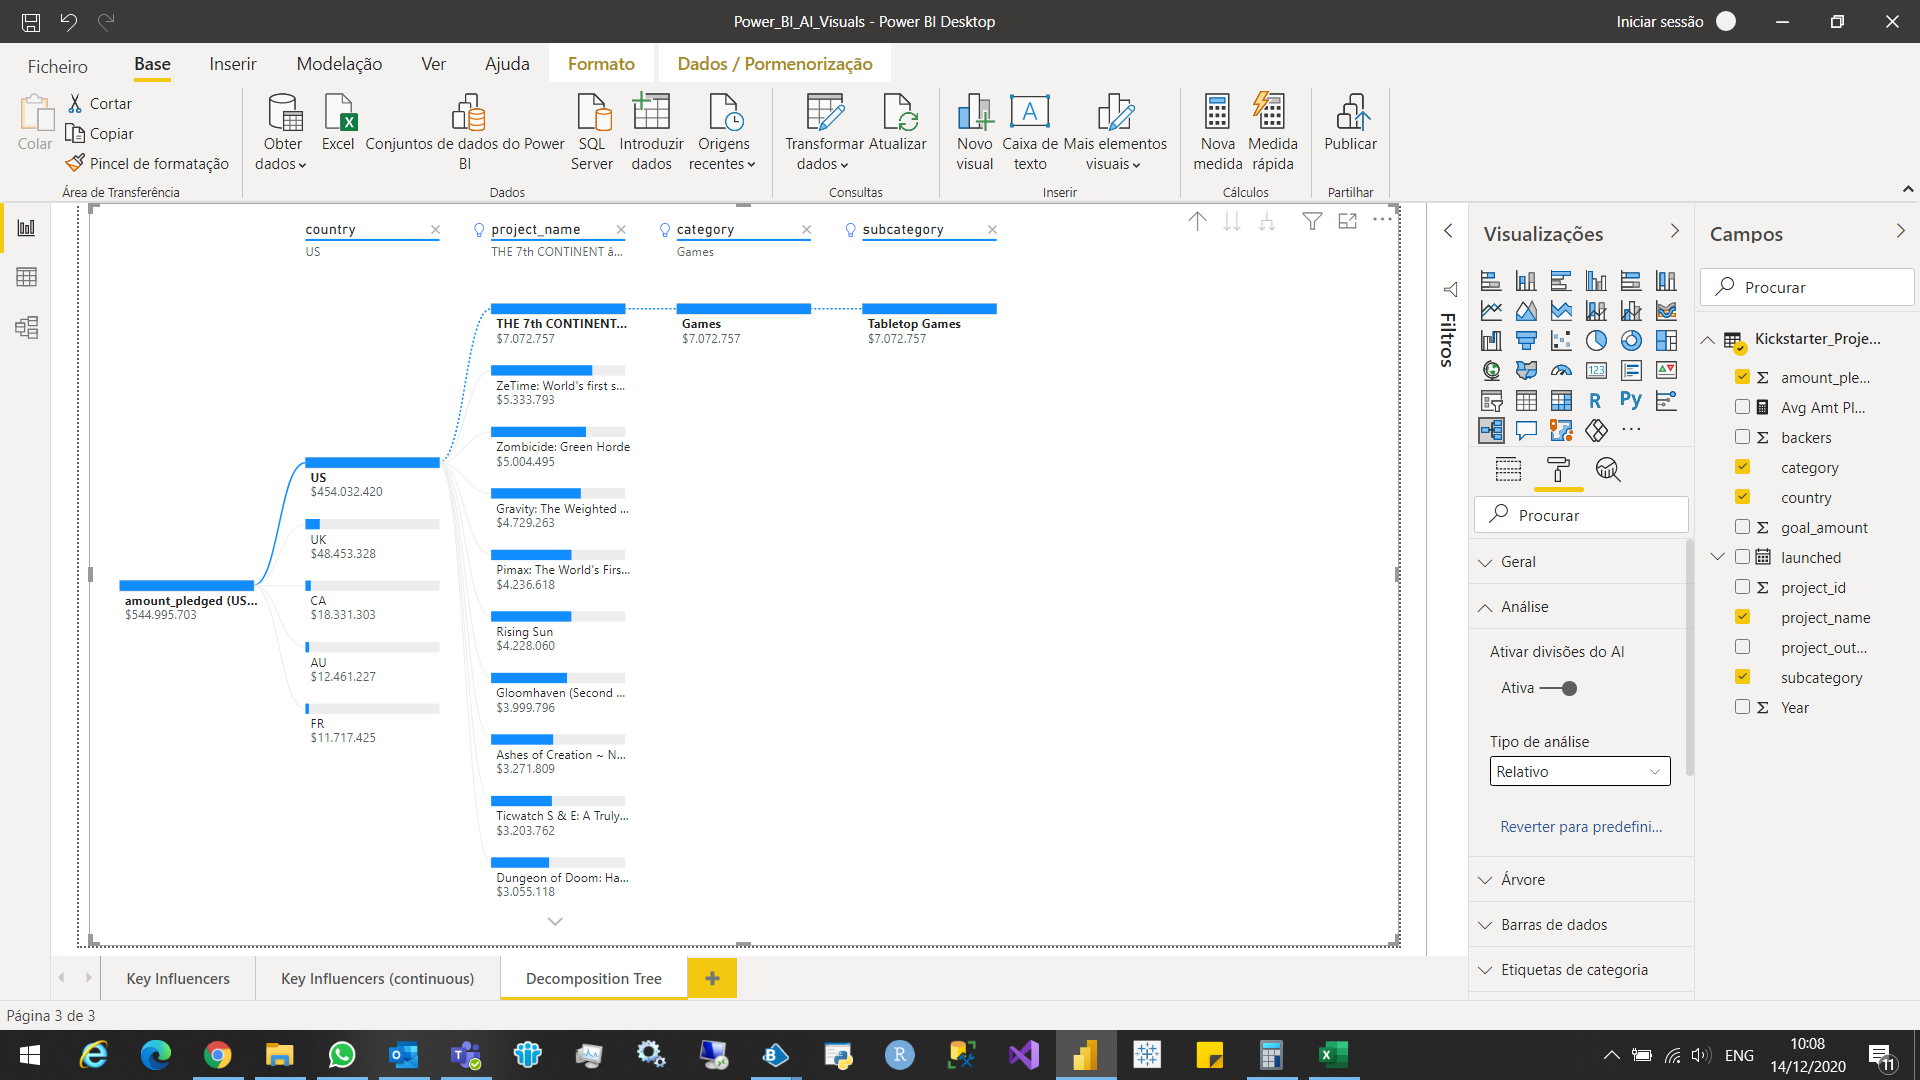 Power_BI_AI_Visuals - Power BI Desktop
Iniciar sessão
Ficheiro
Base
Inserir
Modelação
Ver
Ajuda
Formato
Dados / Pormenorização
Colar
Cortar
Copiar
Pincel de formatação
Área de Transferência
Obter
dados
Excel
Conjuntos de dados do Power
BI
SQL
Server
Introduzir
dados
Origens
recentes
Dados
Transformar
dados
Atualizar
Consultas
Novo
visual
Caixa de
texto
Mais elementos
visuais
Inserir
Nova
medida
Medida
rápida
Cálculos
Publicar
Partilhar
country
US
project_name
THE 7th CONTINENT â...
category
Games
subcategory
amount_pledged (US...
$544.995.703
US
$454.032.420
UK
$48.453.328
CA
$18.331.303
AU
$12.461.227
FR
$11.717.425
THE 7th CONTINENT...
$7.072.757
ZeTime: World's first s...
$5.333.793
Zombicide: Green Horde
$5.004.495
Gravity: The Weighted ...
$4.729.263
Pimax: The World's Firs...
$4.236.618
Rising Sun
$4.228.060
Gloomhaven (Second ...
$3.999.796
Ashes of Creation ~ N...
$3.271.809
Ticwatch S & E: A Truly...
$3.203.762
Dungeon of Doom: Ha...
$3.055.118
Games
$7.072.757
Tabletop Games
$7.072.757
Filtros
Visualizações
123
R
Py
Procurar
Geral
Análise
Ativar divisões do AI
Ativa
Tipo de análise
Relativo
Reverter para predefini...
Árvore
Barras de dados
Etiquetas de categoria
Campos
Procurar
Kickstarter_Proje...
amount_ple...
Avg Amt Pl...
backers
category
country
goal_amount
launched
project_id
project_name
project_out...
subcategory
Year
Key Influencers
Key Influencers (continuous)
Decomposition Tree
Página 3 de 3
ENG
10:08
14/12/2020
11